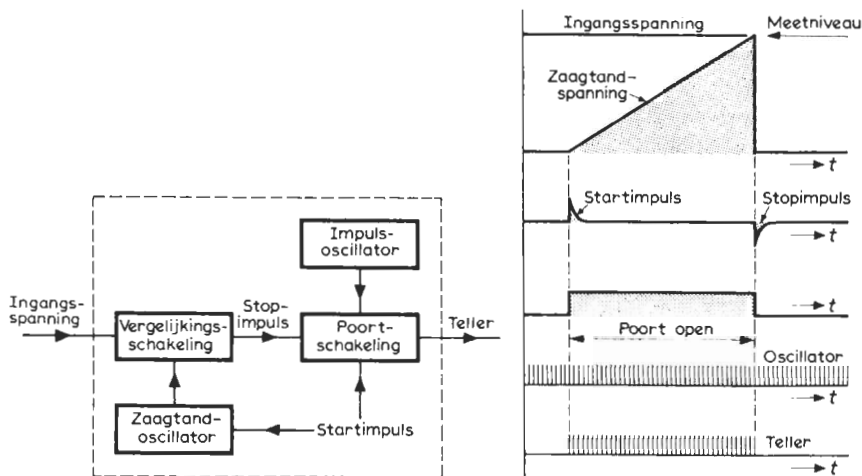 Impuls-
oscillator
Ingangs-
spanning
Vergelijkings-
schakeling
Stop-
impuls
Poort-
schakeling
Teller
Zaagtand-
oscillator
Startimpuls
Ingangsspanning
Meetniveau
Zaagtand-
spanning
t
Startimpuls
Stopimpuls
t
t
Poort open
Oscillator
t
Teller
t